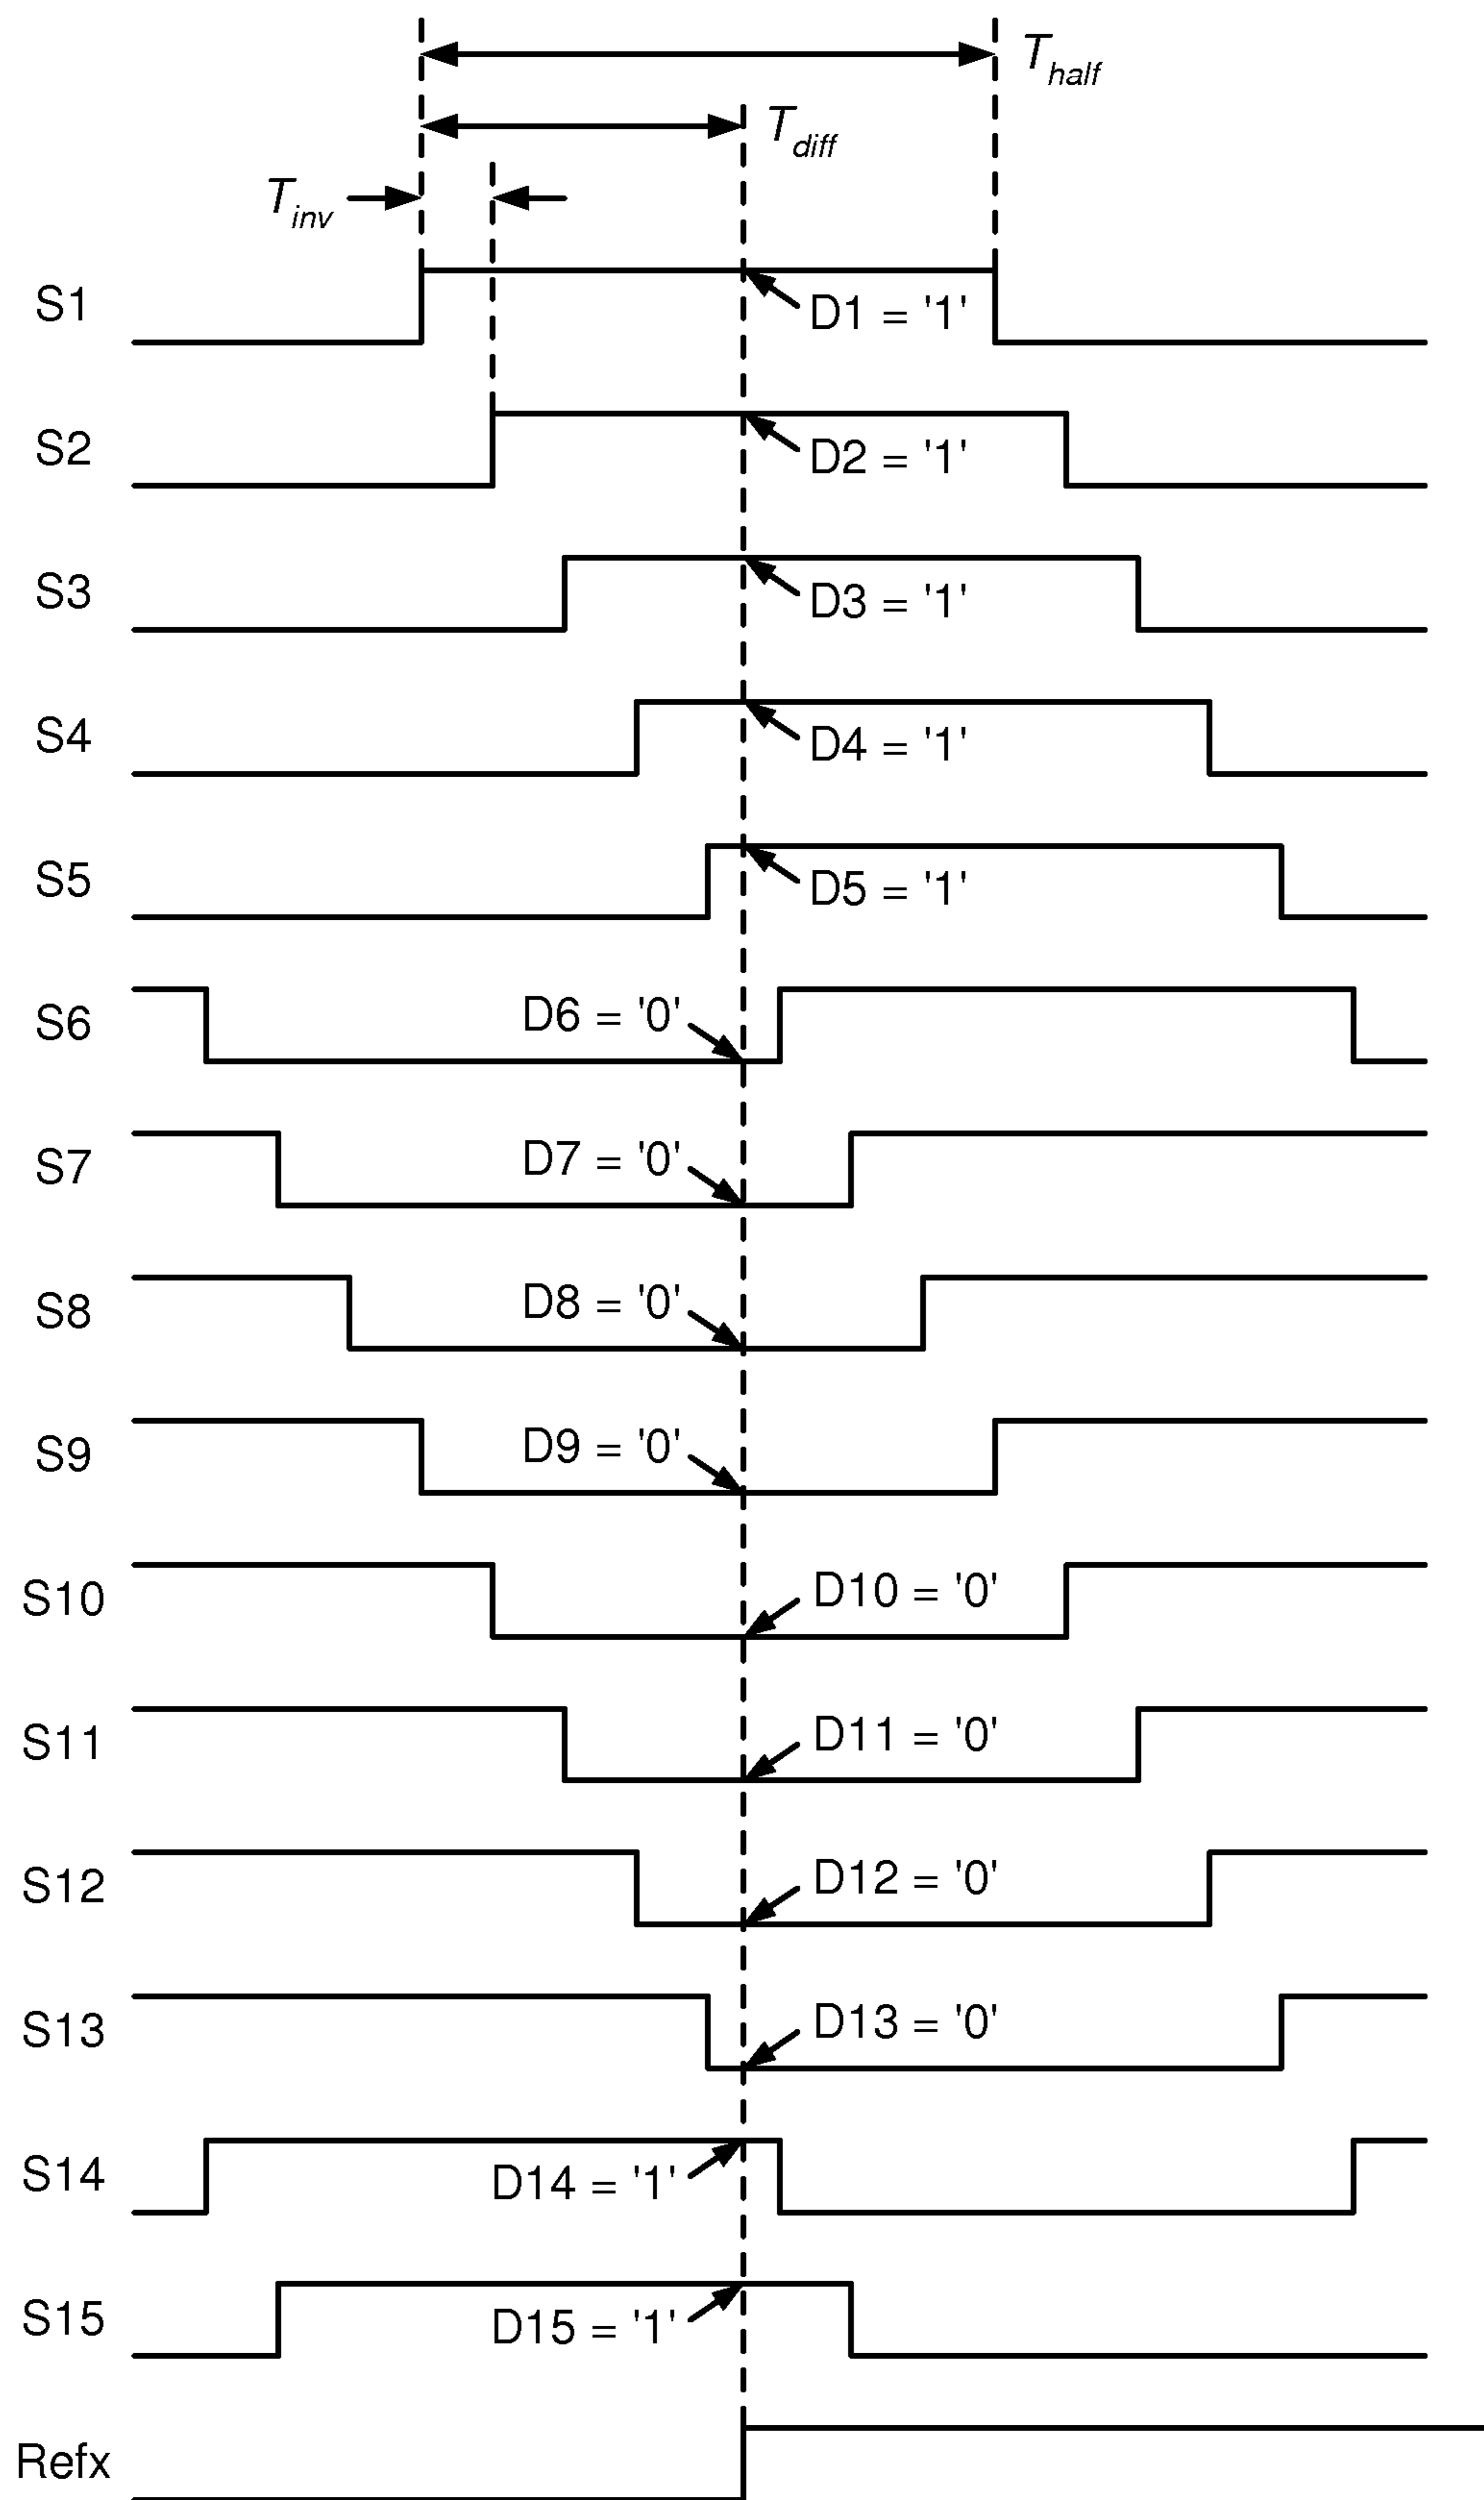 T_half
T_diff
T_inv
S1
D1 = '1'
S2
D2 = '1'
S3
D3 = '1'
S4
D4 = '1'
S5
D5 = '1'
S6
D6 = '0'
S7
D7 = '0'
S8
D8 = '0'
S9
D9 = '0'
S10
D10 = '0'
S11
D11 = '0'
S12
D12 = '0'
S13
D13 = '0'
S14
D14 = '1'
S15
D15 = '1'
Refx